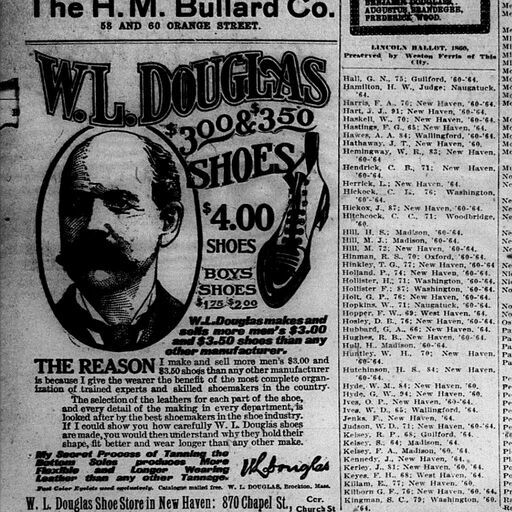 The H. M. Bullard Co.
58 AND 60 ORANGE STREET.
W.L. DOUGLAS
$3.00 & $3.50
SHOES
$4.00
SHOES
BOYS
SHOES
$1.75 $2.00
W.L. Douglas makes and
sells more men's $3.00
and $3.50 shoes than any
other manufacturer.
THE REASON I make and sell more men's $3.00 and
$3.50 shoes than any other manufacturer
is because I give the wearer the benefit of the most complete organ-
ization of trained experts and skilled shoemakers in the country.
The selection of the leathers for each part of the shoe,
and every detail of the making in every department, is
looked after by the best shoemakers in the shoe industry.
If I could show you how carefully W. L. Douglas shoes
are made, you would then understand why they hold their
shape, fit better and wear longer than any other make.
My Secret Process of Tanning the
Bottom Soles produces More
Flexible and Longer Wearing
Leather than any other Tannage.
W.L. Douglas
Fast Color Eyelets used exclusively. Catalogue mailed free. W. L. DOUGLAS, Brockton, Mass.
W. L. Douglas Shoe Store in New Haven: 870 Chapel St., Cor.
Church St
AUGUSTUS BRANDEGEE,
FREDERICK WOOD.
LINCOLN BALLOT, 1860.
Preserved by Weston Ferris of This
City.
Hall, G. N., 75; Guilford, '60-'64.
Hamilton, H. W., Judge; Naugatuck,
'64.
Harris, F. A., 70; New Haven, '60-'64.
Hart, J. J., 91; New Haven, '60-'64.
Haskell, W. 70; New Haven, '60-'64.
Hastings, F. G., 65; New Haven, '64.
Hawes, A. A. 84; Wallingford, '60-'64.
Hathaway, J. T., New Haven, '60.
Hemingway, W. R., 83; New Haven,
'60-'64
Hendrick, C. B., 71; New Haven,
'60-'64.
Herrick, L.; New Haven, '64.
Hickock, C. L., 76; Washington,
'60-'64.
Hickox, J., 87; Washington, '60-'64.
Hitchcock, C. C., 71; Woodbridge,
'60.
Hill, H. S.; Madison, '60-'64.
Hill, M. J.; Madison, '60-'64.
Hill, M. 72; New Haven, '60-'64.
Hinman, R. S., 70; Oxford, '60-'64.
Hinkley, T. G., 77; New Haven, '60-'64
Holland, P., 74; New Haven, '60-'64.
Hollister, H.; 71; Washington, '60-'64.
Hollister F.; 87; Washington, '60-'64.
Holt, G. P., 76; New Haven, '60-'64.
Hopkins, W., 71; Naugatuck, '60-'64.
Hopper, F. W., 69; West Haven, '64.
Hosley, D. B., 76; New Haven, '60-'64.
Hubbard, G. A., 66; New Haven, '64.
Hughes, R. R., New Haven, '64.
Hull, H., Madison, '60-'64.
Huntley, W. H., 70; New Haven,
'60-'64.
Hutchinson, H. S., 84; New Haven,
'60-'64.
Hyde, W. M., 84; New Haven, '60.
Hyde, G. W., 94; New Haven, '60-'64.
Ives, O. P., New Haven, '60-'64.
Ives, W. D., 65; Wallingford, '64.
Jenks, F., New Haven, '64.
Judson, W. D., 71; New Haven, '60-'64.
Kelsey, R. P., 68; Guilford, '64.
Kelsey, S., 64; Madison, '64.
Kelsey, F. A., Madison, '60, '64.
Kennedy, J., New Haven, '64.
Kerley, J., 81; New Haven, '60-'64.
Keyes, F. H., 68; West Haven, '64.
Killam, E., 77; New Haven, '60-'64.
Kilborn G. F., 76; New Haven, '60-'64.
Kingman, S. C., 79; Washington, '60-